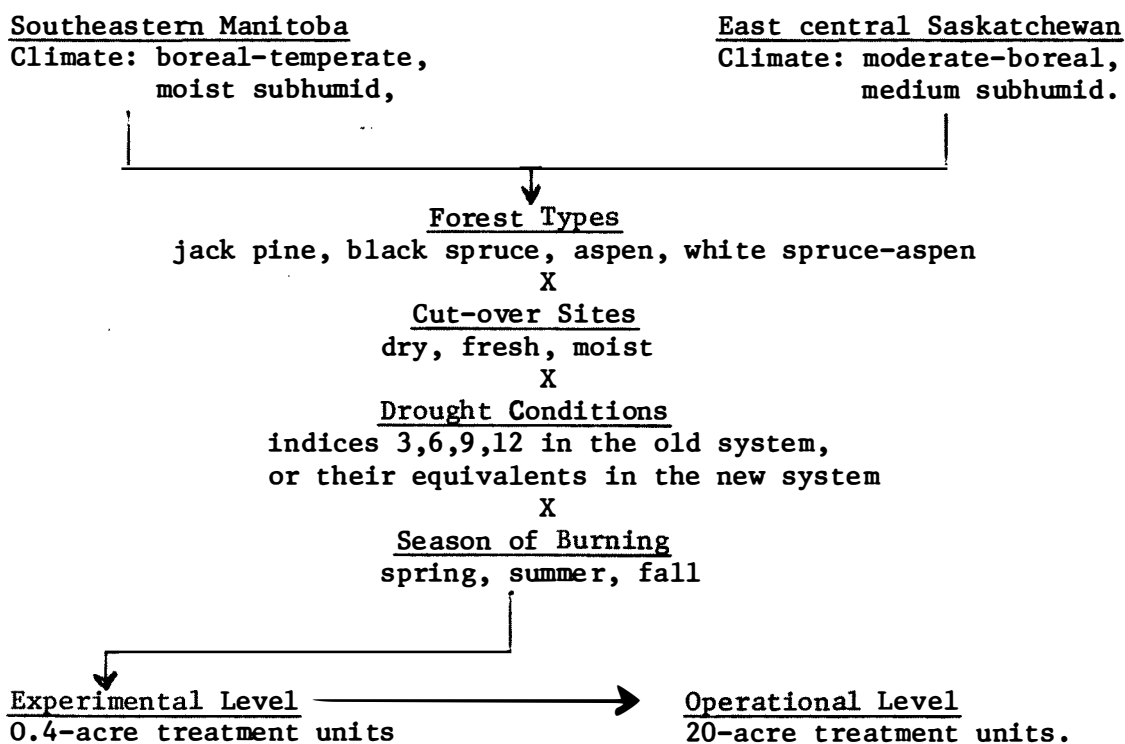 Southeastern Manitoba
Climate: boreal-temperate,
moist subhumid,
East central Saskatchewan
Climate: moderate-boreal,
medium subhumid.
Forest Types
jack pine, black spruce, aspen, white spruce-aspen
X
Cut-over Sites
dry, fresh, moist
X
Drought Conditions
indices 3,6,9,12 in the old system,
or their equivalents in the new system
X
Season of Burning
spring, summer, fall
Experimental Level
0.4-acre treatment units
Operational Level
20-acre treatment units.